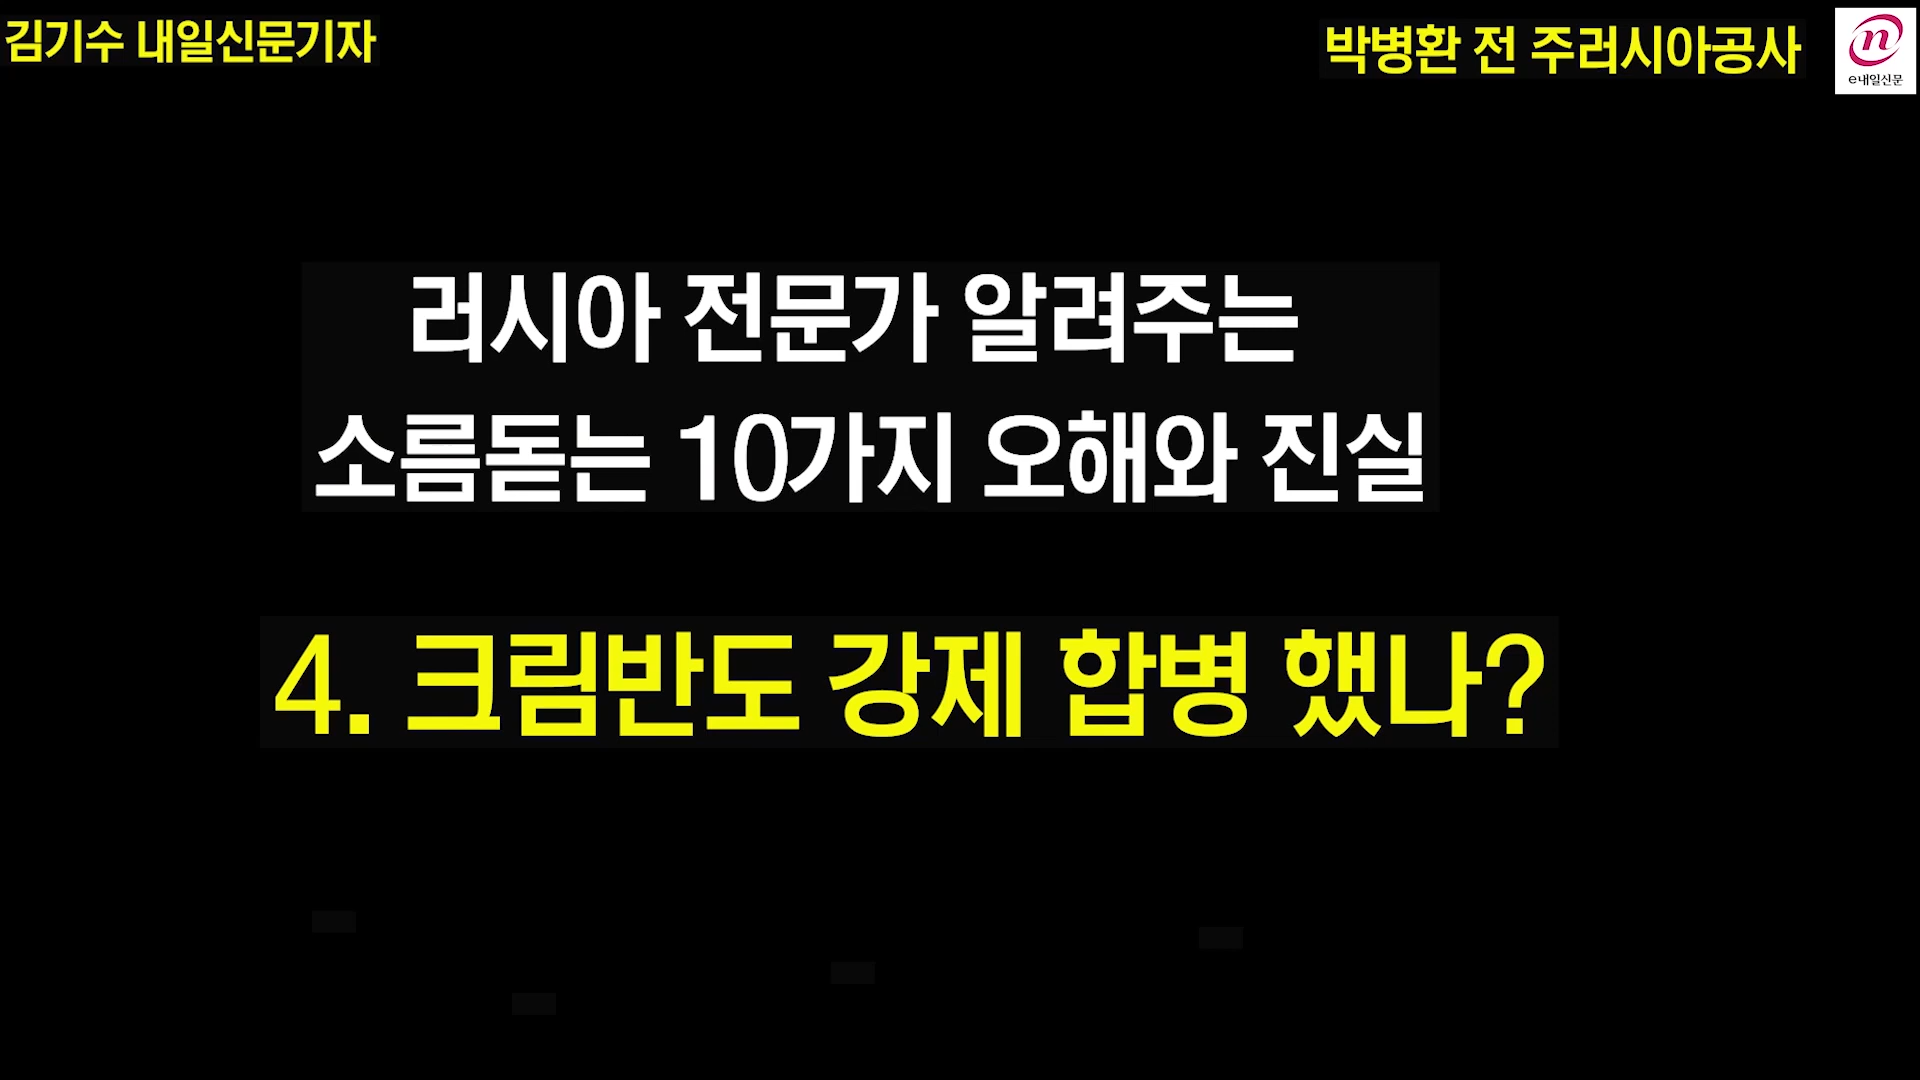 김기수 내일신문기자
박병환 전 주러시아공사
n
e내일신문
러시아 전문가 알려주는
소름돋는 10가지 오해와 진실
4. 크림반도 강제 합병 했나?